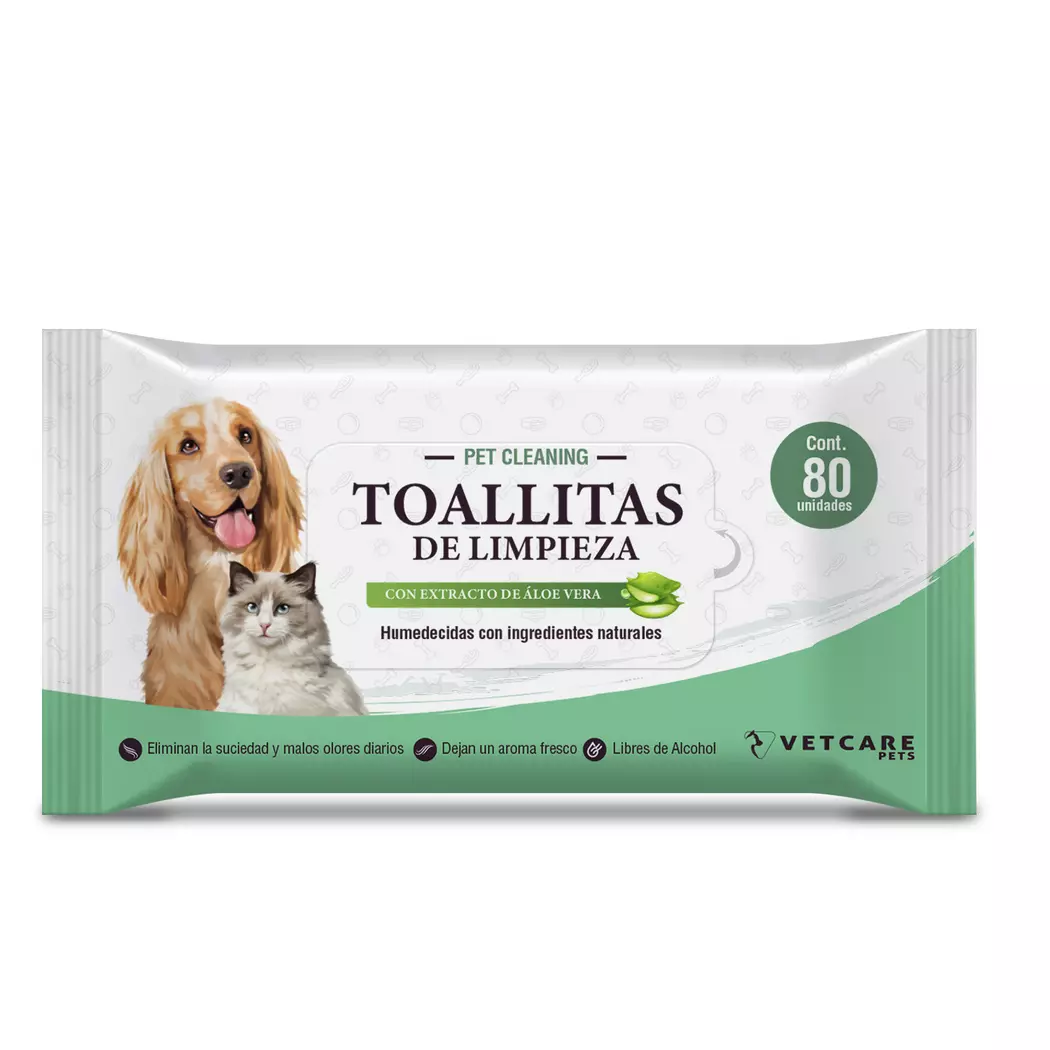 PET CLEANING
TOALLITAS
DE LIMPIEZA
CON EXTRACTO DE ÁLOE VERA
Humedecidas con ingredientes naturales
Cont.
80
unidades
Eliminan la suciedad y malos olores diarios
Dejan un aroma fresco
Libres de Alcohol
VETCARE
PETS